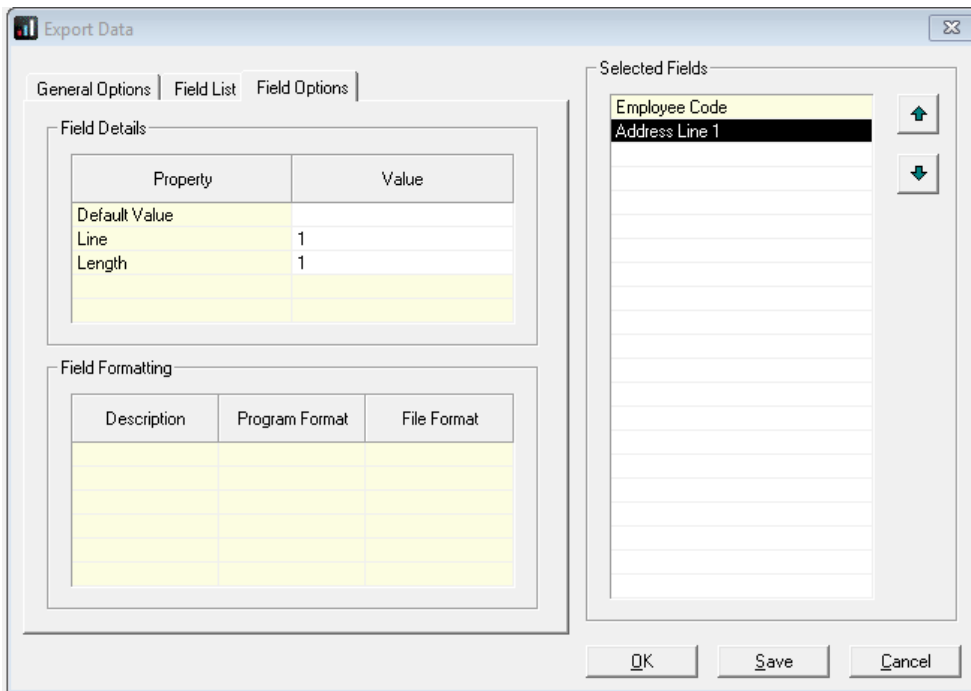 Export Data
General Options Field List Field Options
Field Details
Property Value
Default Value
Line 1
Length 1
Field Formatting
Description Program Format File Format
Selected Fields
Employee Code
Address Line 1
OK Save Cancel